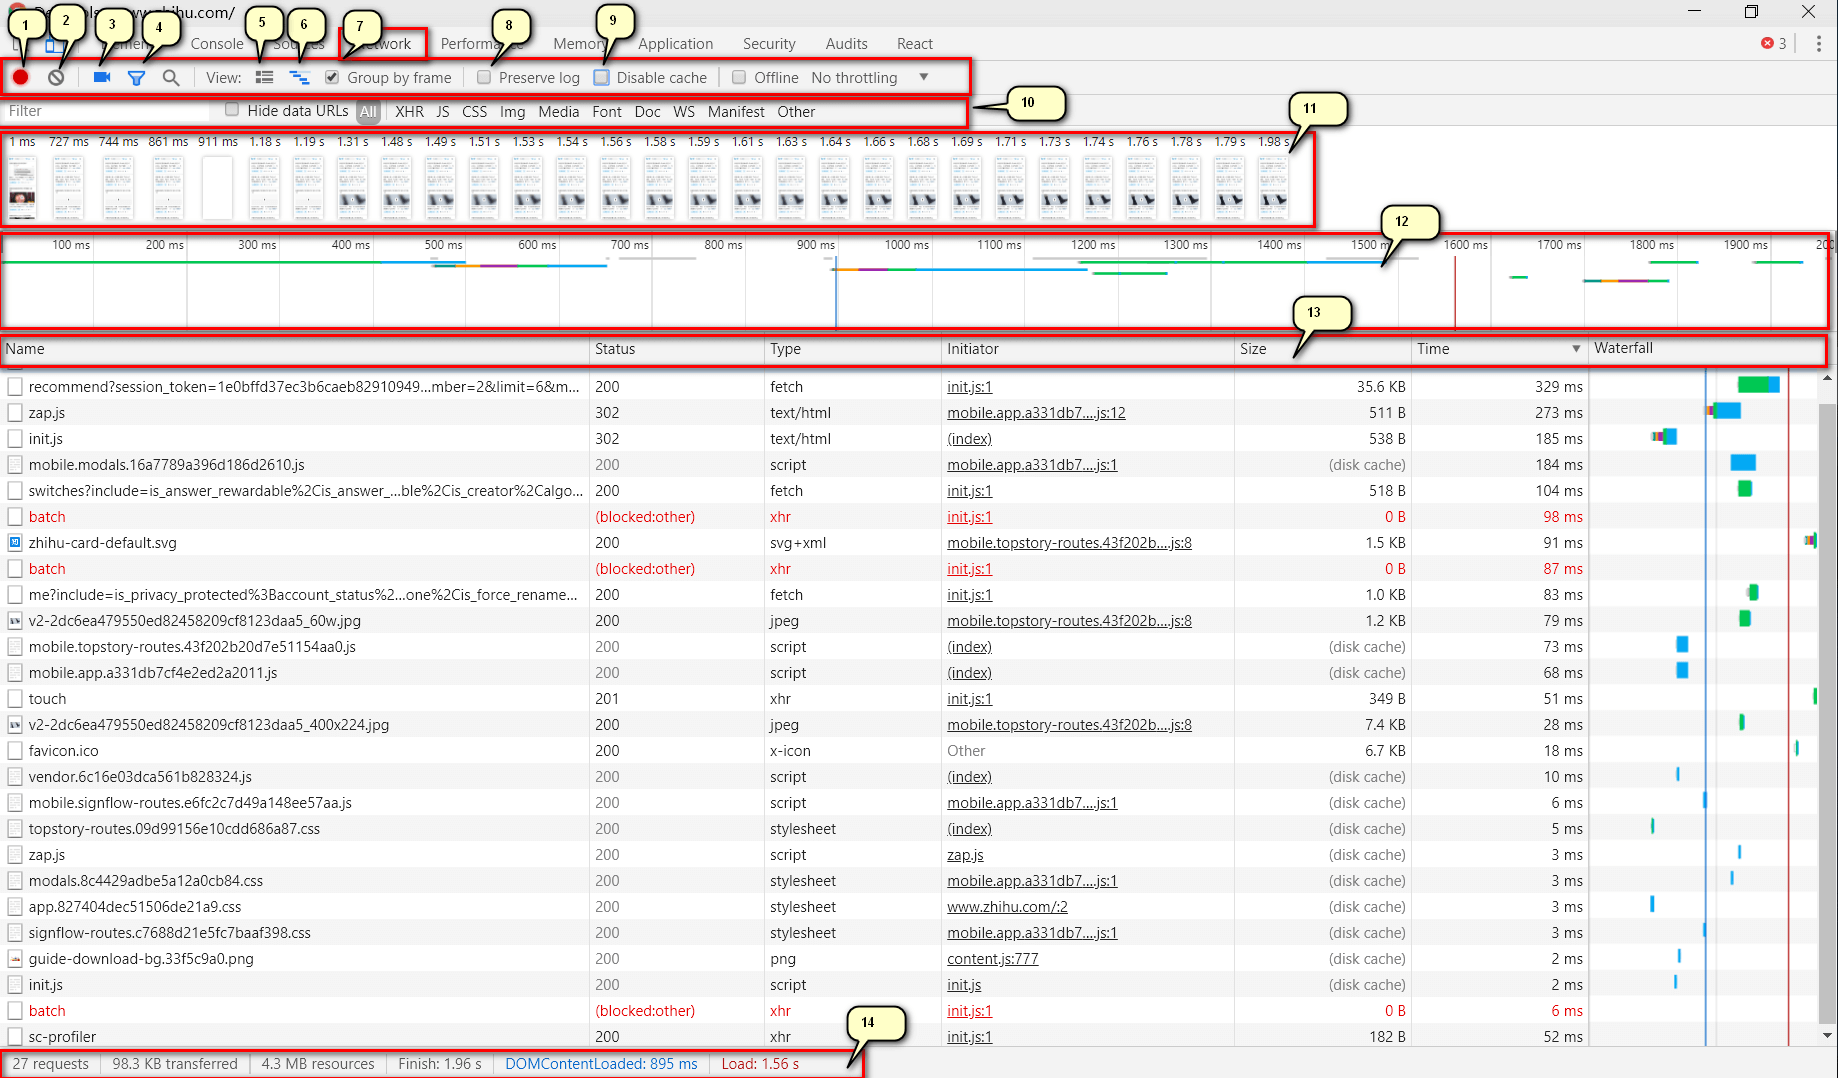 1 2 3 4 5 6 7 8 9
Console
Network Performance Memory Application Security Audits React 3
View: Group by frame Preserve log Disable cache Offline No throttling
10
Filter Hide data URLs All XHR JS CSS Img Media Font Doc WS Manifest Other
11
1 ms 727 ms 744 ms 861 ms 911 ms 1.18 s 1.19 s 1.31 s 1.48 s 1.49 s 1.51 s 1.53 s 1.54 s 1.56 s 1.58 s 1.59 s 1.61 s 1.63 s 1.64 s 1.66 s 1.68 s 1.69 s 1.71 s 1.73 s 1.74 s 1.76 s 1.78 s 1.79 s 1.98 s
12
100 ms 200 ms 300 ms 400 ms 500 ms 600 ms 700 ms 800 ms 900 ms 1000 ms 1100 ms 1200 ms 1300 ms 1400 ms 1500 ms 1600 ms 1700 ms 1800 ms 1900 ms 200
13
Name Status Type Initiator Size Time Waterfall
recommend?session_token=1e0bffd37ec3b6caeb82910949...mber=2&limit=6&m... 200 fetch init.js:1 35.6 KB 329 ms
zap.js 302 text/html mobile.app.a331db7....js:12 511 B 273 ms
init.js 302 text/html (index) 538 B 185 ms
mobile.modals.16a7789a396d186d2610.js 200 script mobile.app.a331db7....js:1 (disk cache) 184 ms
switches?include=is_answer_rewardable%2Cis_answer_...ble%2Cis_creator%2Calgo... 200 fetch init.js:1 518 B 104 ms
batch (blocked:other) xhr init.js:1 0 B 98 ms
zhihu-card-default.svg 200 svg+xml mobile.topstory-routes.43f202b....js:8 1.5 KB 91 ms
batch (blocked:other) xhr init.js:1 0 B 87 ms
me?include=is_privacy_protected%3Baccount_status%2...one%2Cis_force_rename... 200 fetch init.js:1 1.0 KB 83 ms
v2-2dc6ea479550ed82458209cf8123daa5_60w.jpg 200 jpeg mobile.topstory-routes.43f202b....js:8 1.2 KB 79 ms
mobile.topstory-routes.43f202b20d7e51154aa0.js 200 script (index) (disk cache) 73 ms
mobile.app.a331db7cf4e2ed2a2011.js 200 script (index) (disk cache) 68 ms
touch 201 xhr init.js:1 349 B 51 ms
v2-2dc6ea479550ed82458209cf8123daa5_400x224.jpg 200 jpeg mobile.topstory-routes.43f202b....js:8 7.4 KB 28 ms
favicon.ico 200 x-icon Other 6.7 KB 18 ms
vendor.6c16e03dca561b828324.js 200 script (index) (disk cache) 10 ms
mobile.signflow-routes.e6fc2c7d49a148ee57aa.js 200 script mobile.app.a331db7....js:1 (disk cache) 6 ms
topstory-routes.09d99156e10cdd686a87.css 200 stylesheet (index) (disk cache) 5 ms
zap.js 200 script zap.js (disk cache) 3 ms
modals.8c4429adbe5a12a0cb84.css 200 stylesheet mobile.app.a331db7....js:1 (disk cache) 3 ms
app.827404dec51506de21a9.css 200 stylesheet www.zhihu.com/:2 (disk cache) 3 ms
signflow-routes.c7688d21e5fc7baaf398.css 200 stylesheet mobile.app.a331db7....js:1 (disk cache) 3 ms
guide-download-bg.33f5c9a0.png 200 png content.js:777 (disk cache) 2 ms
init.js 200 script init.js (disk cache) 2 ms
batch (blocked:other) xhr init.js:1 0 B 6 ms
sc-profiler 200 xhr init.js:1 182 B 52 ms
14
27 requests 98.3 KB transferred 4.3 MB resources Finish: 1.96 s DOMContentLoaded: 895 ms Load: 1.56 s